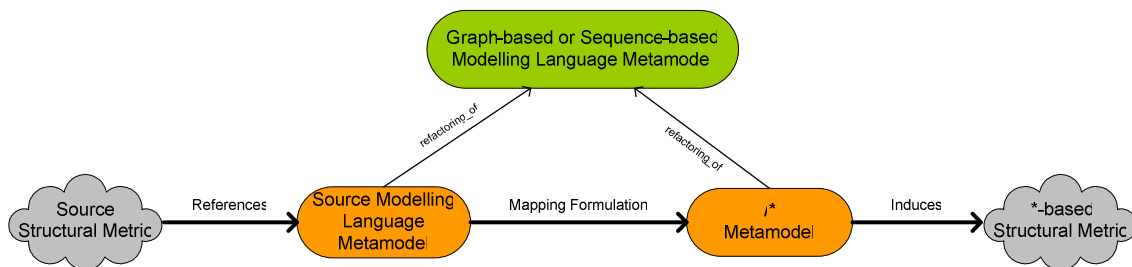 Graph-based or Sequence-based
Modelling Language Metamode
refactoring_of
refactoring_of
Source
Structural Metric
References
Source Modelling
Language
Metamodel
Mapping Formulation
i*
Metamodel
Induces
*-based
Structural Metric